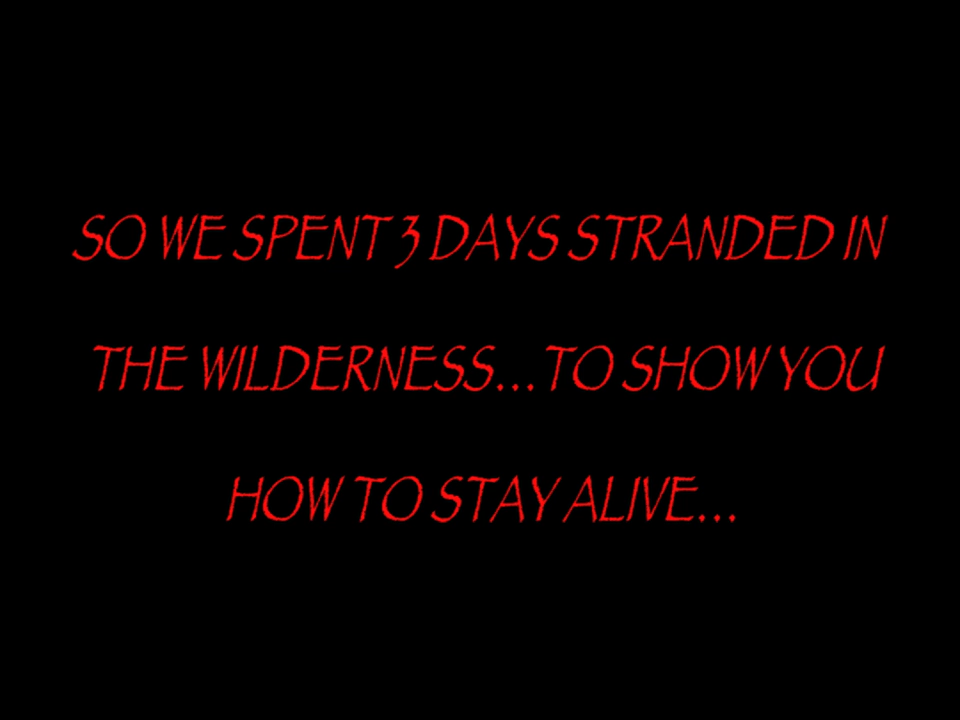 SO WE SPENT 3 DAYS STRANDED IN
THE WILDERNESS...TO SHOW YOU
HOW TO STAY ALIVE...